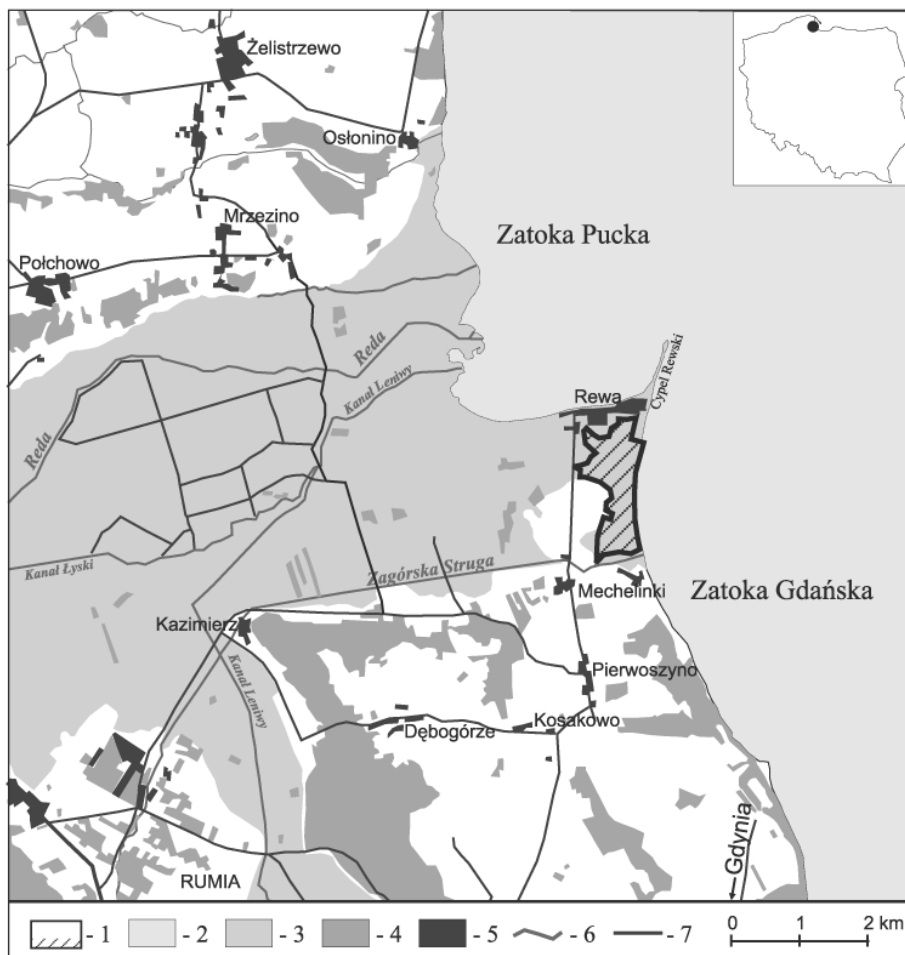 Żelistrzewo
Osłonino
Mrzezino
Zatoka Pucka
Połchowo
Reda
Kanał Leniwy
Cypel Rewski
Rewa
Reda
Kanał Łyski
Zagórska Struga
Mechelinki
Zatoka Gdańska
Kazimierz
Kanał Leniwy
Pierwoszyno
Kosakowo
Dębogórze
Gdynia
RUMIA
- 1 - 2 - 3 - 4 - 5 - 6 - 7
0 2 km